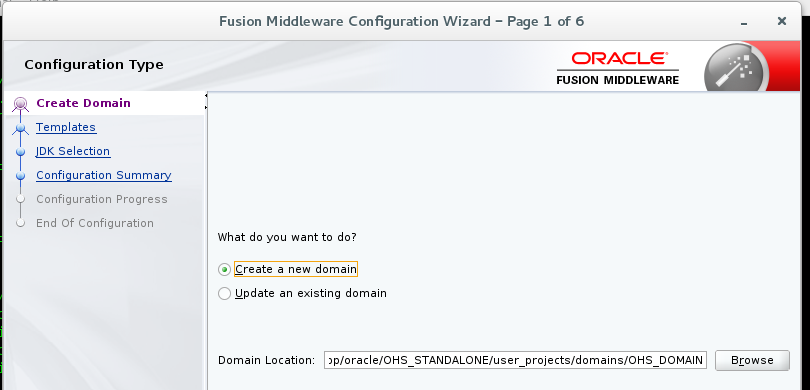 Fusion Middleware Configuration Wizard – Page 1 of 6
Configuration Type
ORACLE
FUSION MIDDLEWARE
Create Domain
Templates
JDK Selection
Configuration Summary
Configuration Progress
End Of Configuration
What do you want to do?
Create a new domain
Update an existing domain
Domain Location: pp/oracle/OHS_STANDALONE/user_projects/domains/OHS_DOMAIN Browse